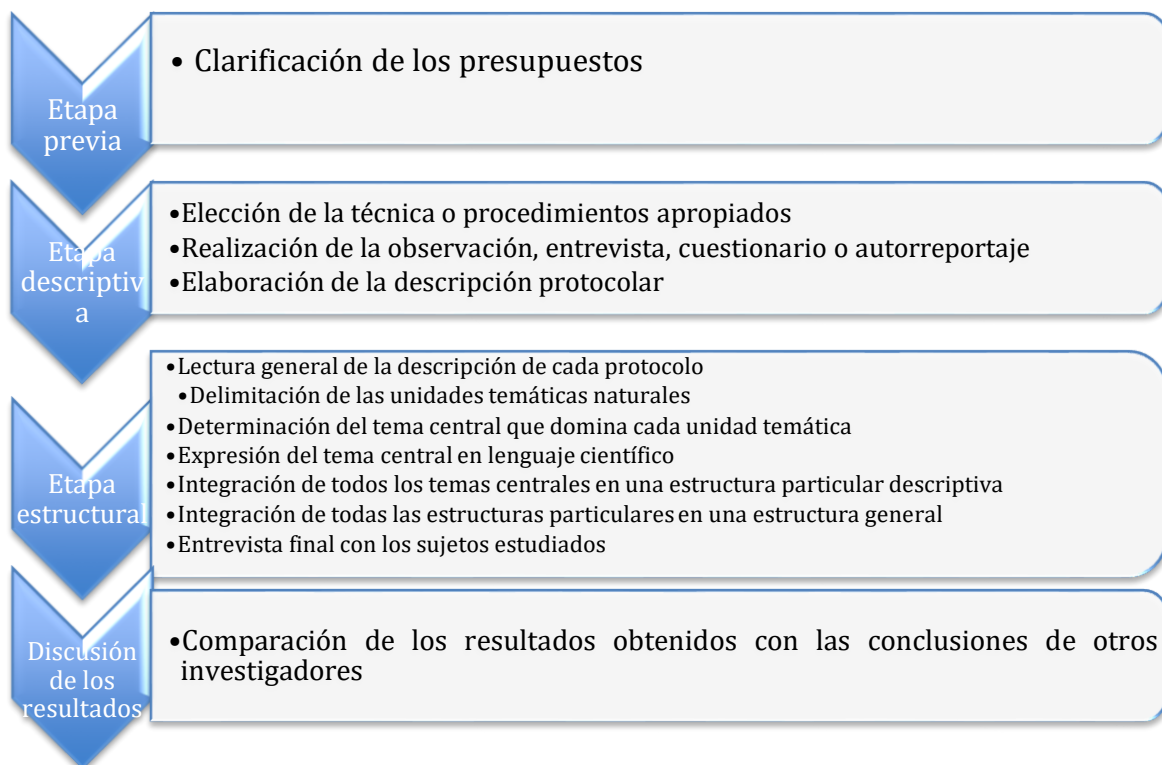 Etapa
previa
• Clarificación de los presupuestos
Etapa
descriptiv
a
•Elección de la técnica o procedimientos apropiados
•Realización de la observación, entrevista, cuestionario o autorreportaje
•Elaboración de la descripción protocolar
Etapa
estructural
•Lectura general de la descripción de cada protocolo
•Delimitación de las unidades temáticas naturales
•Determinación del tema central que domina cada unidad temática
•Expresión del tema central en lenguaje científico
•Integración de todos los temas centrales en una estructura particular descriptiva
•Integración de todas las estructuras particulares en una estructura general
•Entrevista final con los sujetos estudiados
Discusión
de los
resultados
•Comparación de los resultados obtenidos con las conclusiones de otros
investigadores